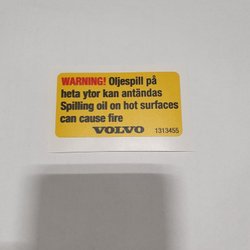 WARNING! Oljespill på
heta ytor kan antändas
Spilling oil on hot surfaces
can cause fire
VOLVO 1313455